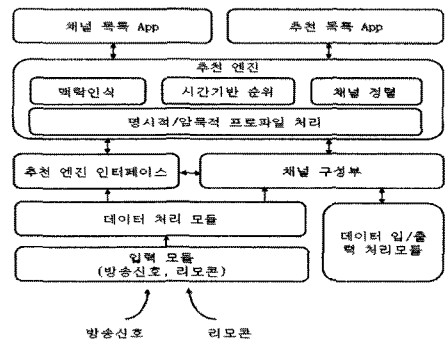 채널 목록 App
추천 목록 App
추천 엔진
맥락인식
시간기반 순위
채널 정렬
명시적/암묵적 프로파일 처리
추천 엔진 인터페이스
채널 구성부
데이터 처리 모듈
데이터 입/출
력 처리모듈
입력 모듈
(방송신호, 리모콘)
방송신호
리모콘